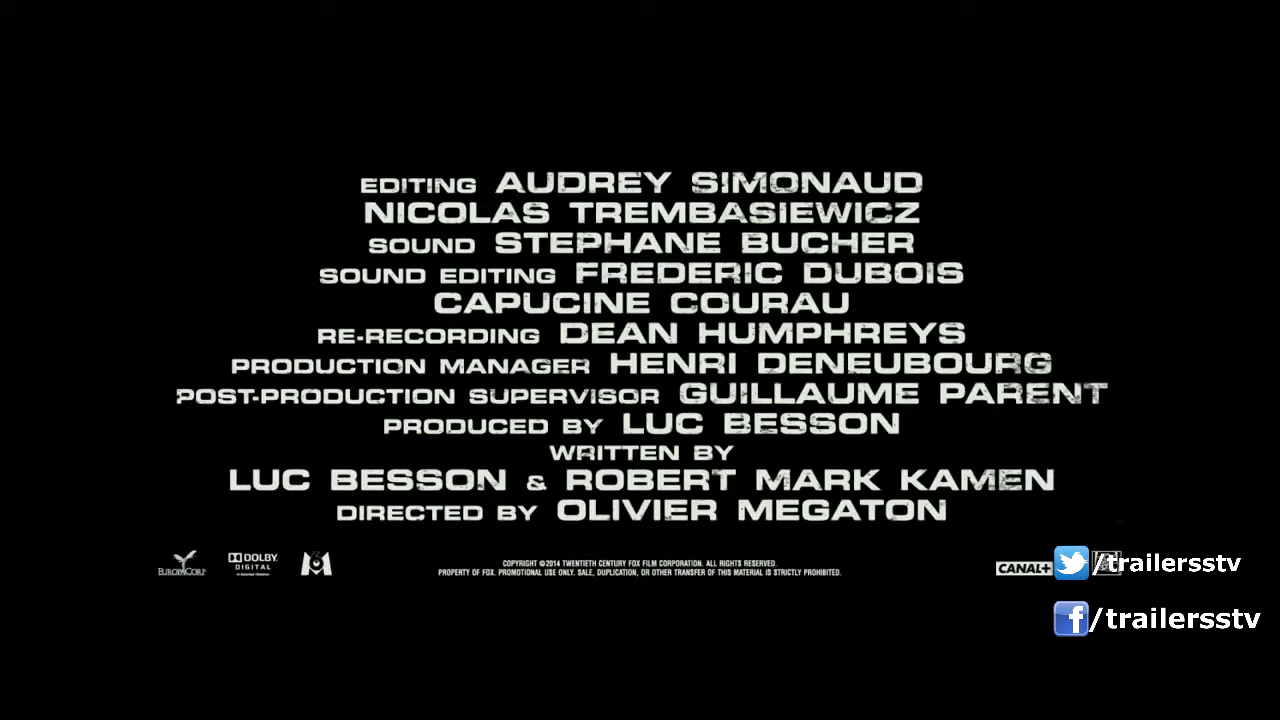 EDITING AUDREY SIMONAUD
NICOLAS TREMBASIEWICZ
SOUND STEPHANE BUCHER
SOUND EDITING FREDERIC DUBOIS
CAPUCINE COURAU
RE-RECORDING DEAN HUMPHREYS
PRODUCTION MANAGER HENRI DENEUBOURG
POST-PRODUCTION SUPERVISOR GUILLAUME PARENT
PRODUCED BY LUC BESSON
WRITTEN BY
LUC BESSON & ROBERT MARK KAMEN
DIRECTED BY OLIVIER MEGATON
EUROPACORP
DOLBY
DIGITAL
M6
COPYRIGHT ©2014 TWENTIETH CENTURY FOX FILM CORPORATION. ALL RIGHTS RESERVED.
PROPERTY OF FOX. PROMOTIONAL USE ONLY. SALE, DUPLICATION, OR OTHER TRANSFER OF THIS MATERIAL IS STRICTLY PROHIBITED.
CANAL+
/trailersstv
f/trailersstv